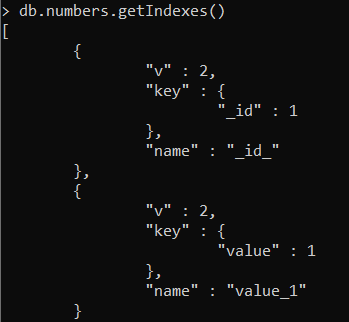 > db.numbers.getIndexes()
[
        {
                "v" : 2,
                "key" : {
                        "_id" : 1
                },
                "name" : "_id_"
        },
        {
                "v" : 2,
                "key" : {
                        "value" : 1
                },
                "name" : "value_1"
        }